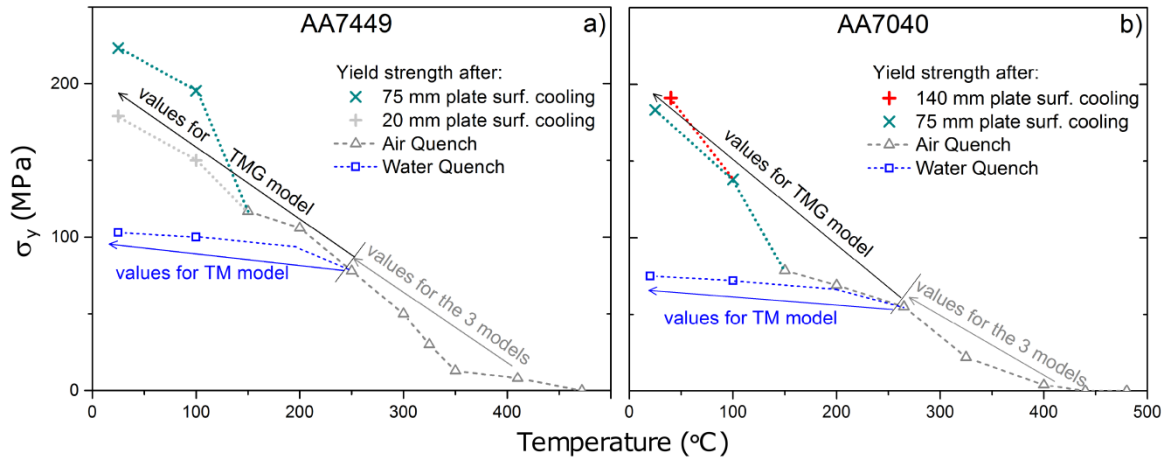 AA7449
a)
Yield strength after:
75 mm plate surf. cooling
20 mm plate surf. cooling
Air Quench
Water Quench
values for TMG model
values for TM model
values for the 3 models
AA7040
b)
Yield strength after:
140 mm plate surf. cooling
75 mm plate surf. cooling
Air Quench
Water Quench
values for TMG model
values for TM model
values for the 3 models
σy (MPa)
200
100
0
0 100 200 300 400
0 100 200 300 400 500
Temperature (°C)